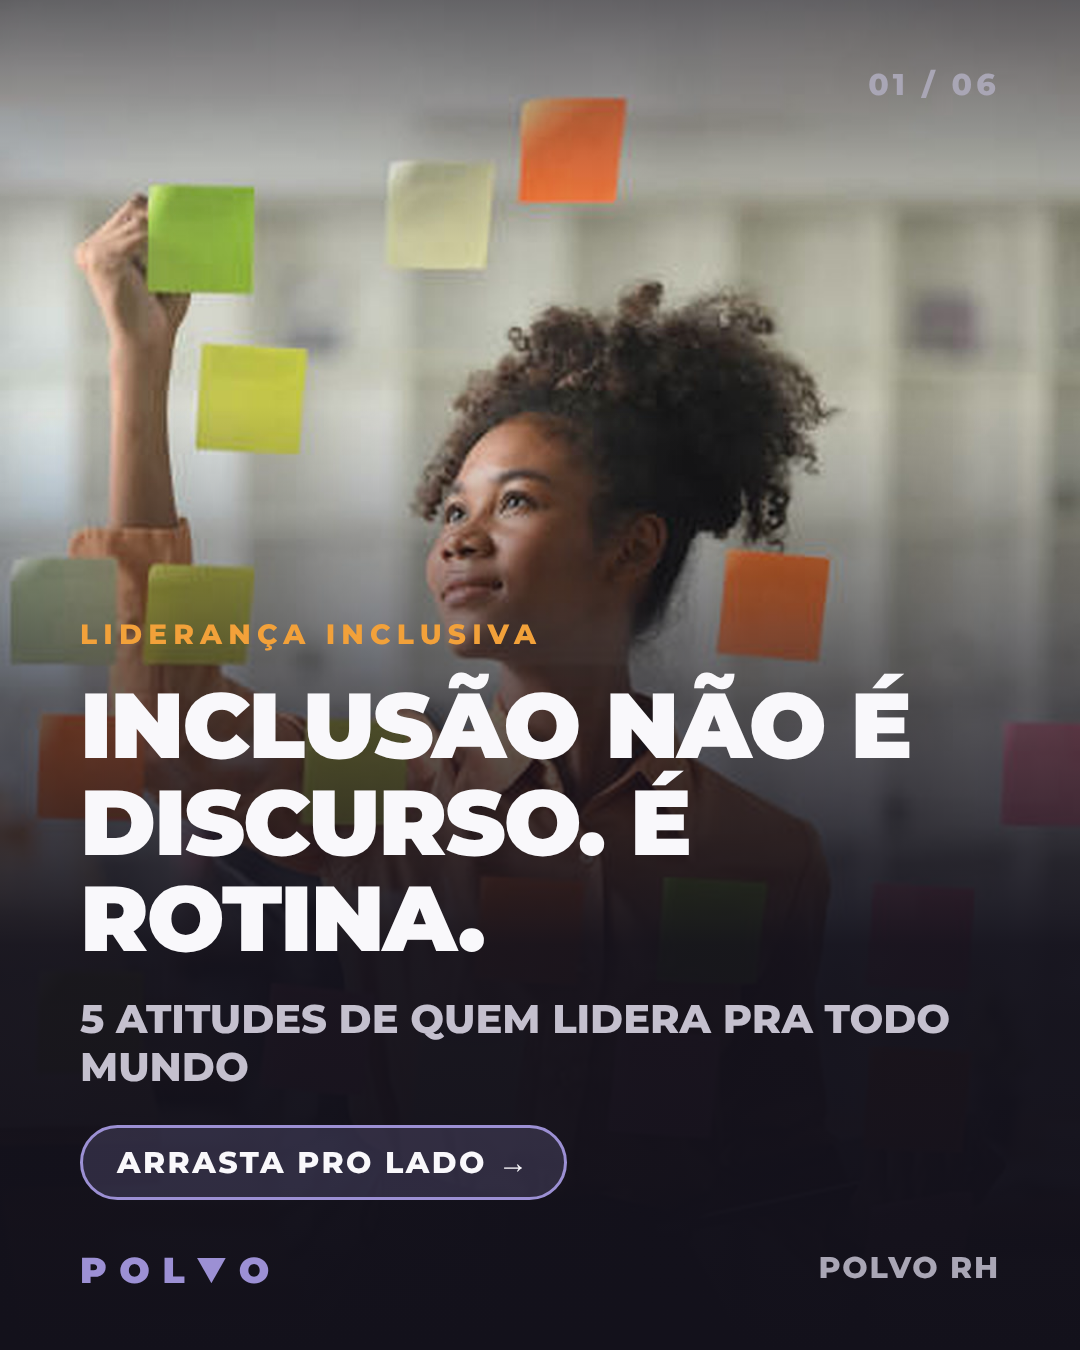 01 / 06
LIDERANÇA INCLUSIVA
INCLUSÃO NÃO É
DISCURSO. É
ROTINA.
5 ATITUDES DE QUEM LIDERA PRA TODO
MUNDO
ARRASTA PRO LADO →
POLVO
POLVO RH